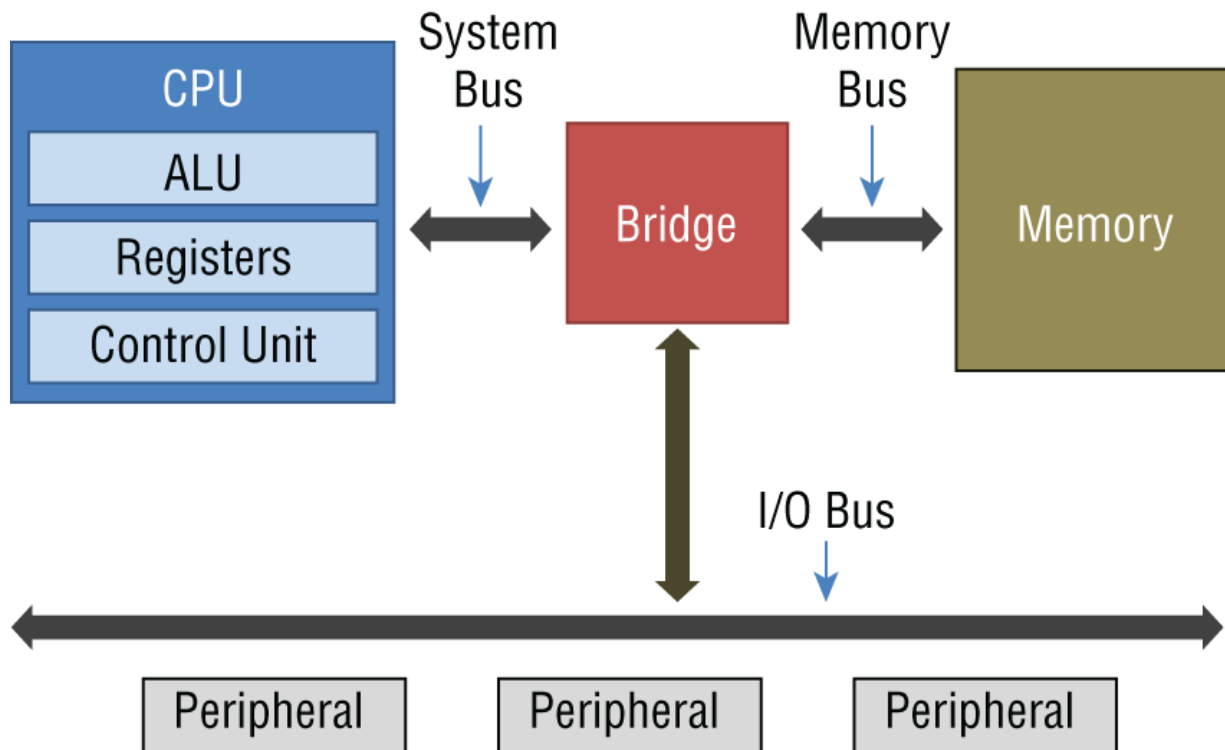 System
Bus
Memory
Bus
CPU
ALU
Registers
Control Unit
Bridge
Memory
I/O Bus
Peripheral
Peripheral
Peripheral